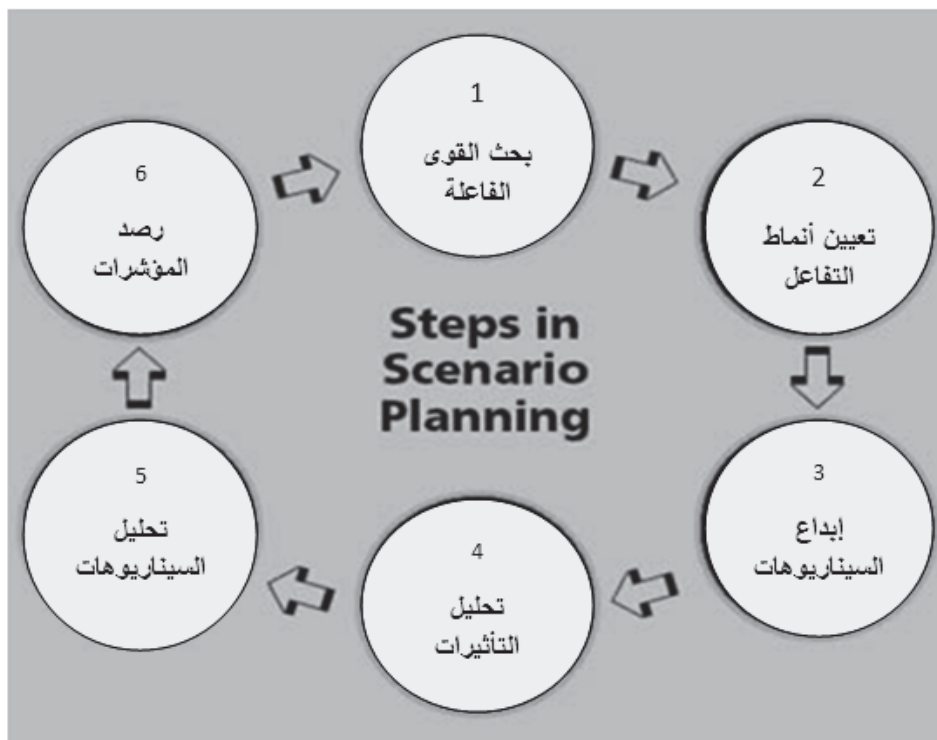 1
بحث القوى
الفاعلة
2
تعيين أنماط
التفاعل
3
إبداع
السيناريوهات
4
تحليل
التأثيرات
5
تحليل
السيناريوهات
6
رصد
المؤشرات
Steps in
Scenario
Planning